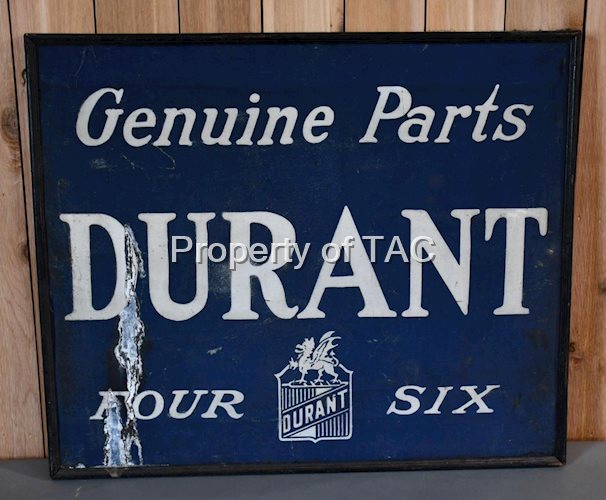 Genuine Parts
DURANT
Property of TAC
FOUR SIX
DURANT